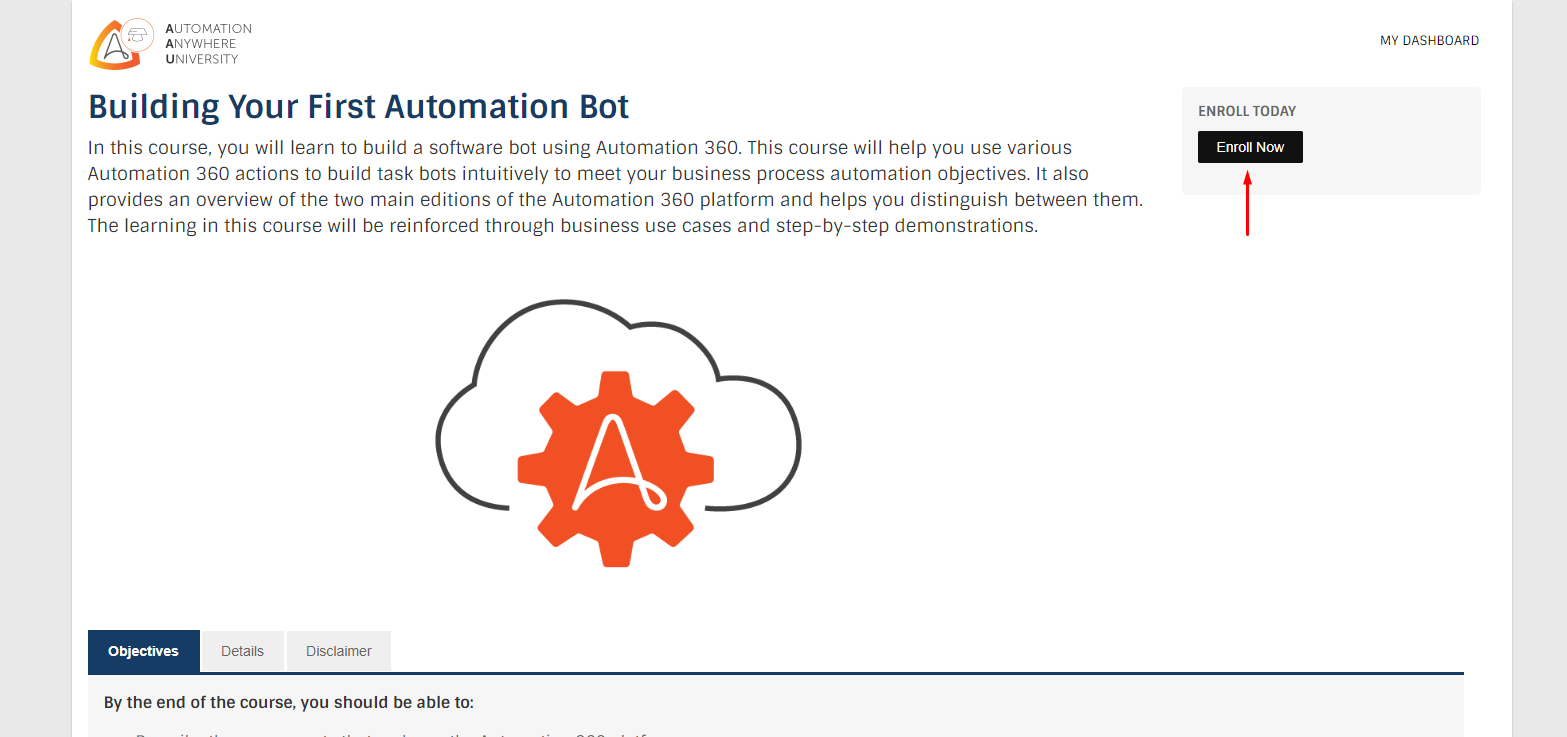 AUTOMATION
ANYWHERE
UNIVERSITY
MY DASHBOARD
Building Your First Automation Bot
In this course, you will learn to build a software bot using Automation 360. This course will help you use various
Automation 360 actions to build task bots intuitively to meet your business process automation objectives. It also
provides an overview of the two main editions of the Automation 360 platform and helps you distinguish between them.
The learning in this course will be reinforced through business use cases and step-by-step demonstrations.
ENROLL TODAY
Enroll Now
Objectives
Details
Disclaimer
By the end of the course, you should be able to: